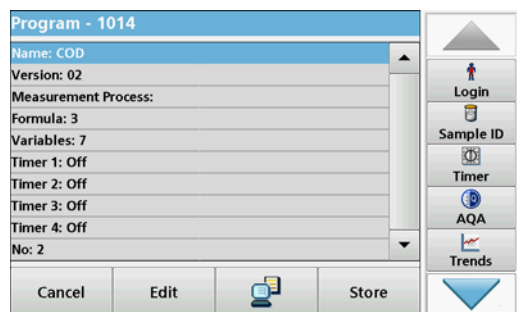 Program - 1014
Name: COD
Version: 02
Measurement Process:
Formula: 3
Variables: 7
Timer 1: Off
Timer 2: Off
Timer 3: Off
Timer 4: Off
No: 2
Cancel
Edit
Store
Login
Sample ID
Timer
AQA
Trends